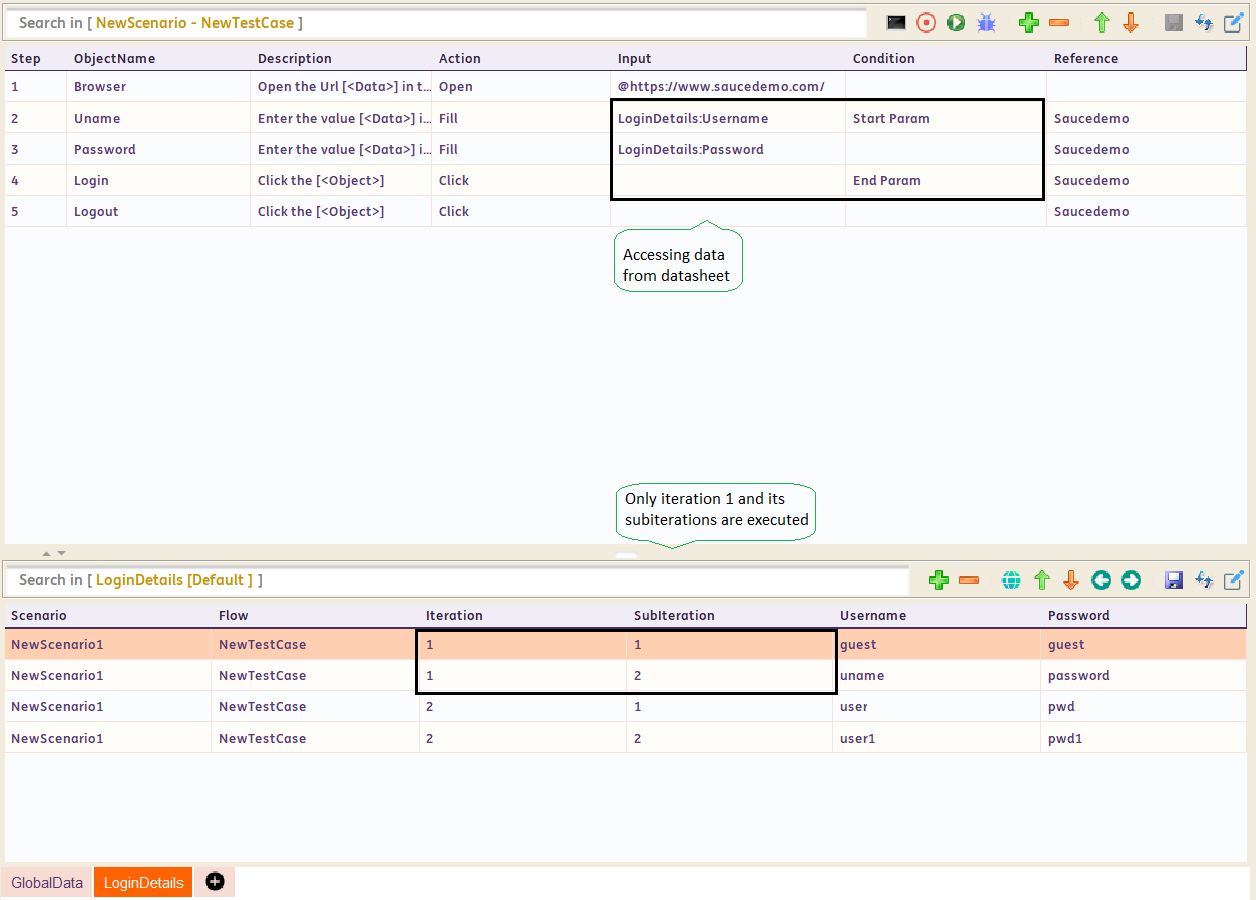 Search in [ NewScenario - NewTestCase ]
Step ObjectName Description Action Input Condition Reference
1 Browser Open the Url [<Data>] in t... Open @https://www.saucedemo.com/
2 Uname Enter the value [<Data>] i... Fill LoginDetails:Username Start Param Saucedemo
3 Password Enter the value [<Data>] i... Fill LoginDetails:Password Saucedemo
4 Login Click the [<Object>] Click End Param Saucedemo
5 Logout Click the [<Object>] Click Saucedemo
Accessing data
from datasheet
Only iteration 1 and its
subiterations are executed
Search in [ LoginDetails [Default ] ]
Scenario Flow Iteration SubIteration Username Password
NewScenario1 NewTestCase 1 1 guest guest
NewScenario1 NewTestCase 1 2 uname password
NewScenario1 NewTestCase 2 1 user pwd
NewScenario1 NewTestCase 2 2 user1 pwd1
GlobalData LoginDetails